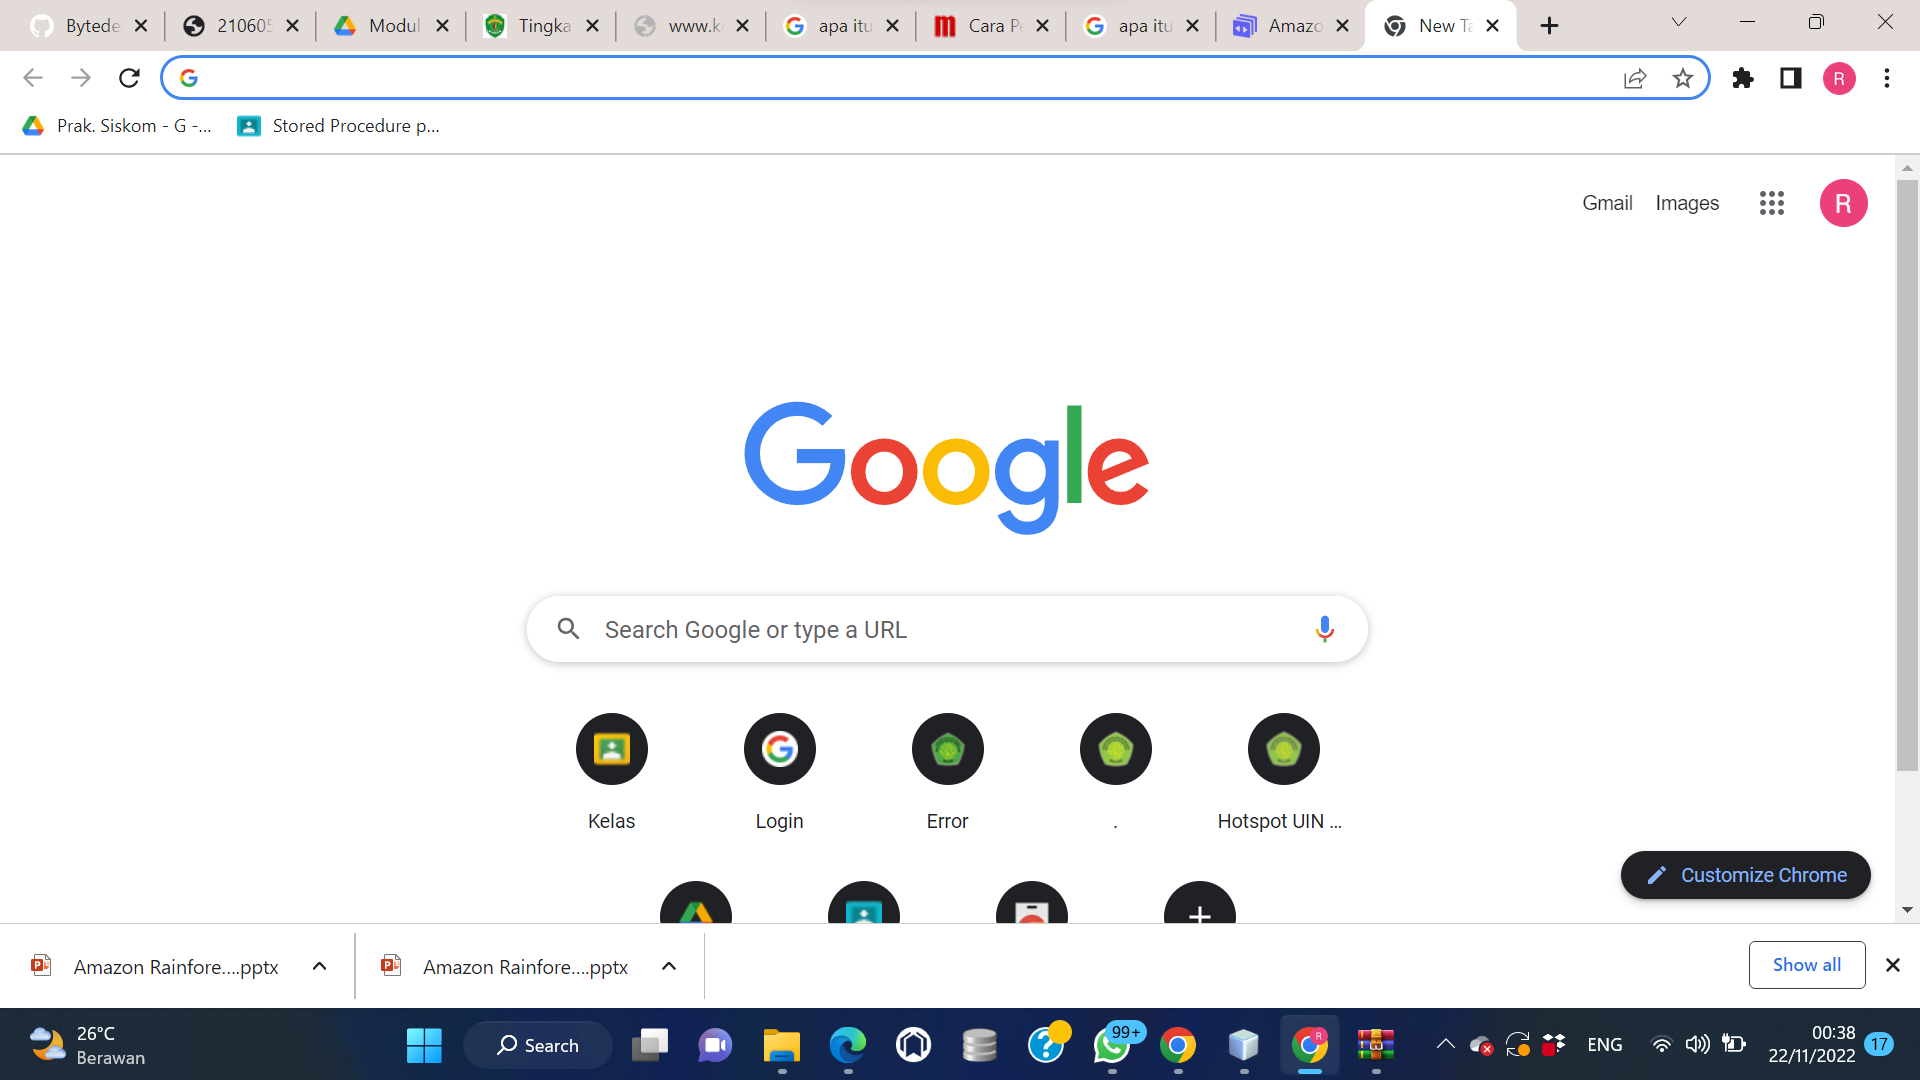 Bytede
210605
Modul
Tingka
www.ke
apa itu
Cara Pe
apa itu
Amazo
New Ta
R
Prak. Siskom - G -...
Stored Procedure p...
Gmail
Images
R
Google
Search Google or type a URL
Kelas
Login
Error
.
Hotspot UIN ...
Customize Chrome
Amazon Rainfore....pptx
Amazon Rainfore....pptx
Show all
26°C
Berawan
Search
99+
R
ENG
00:38
22/11/2022
17